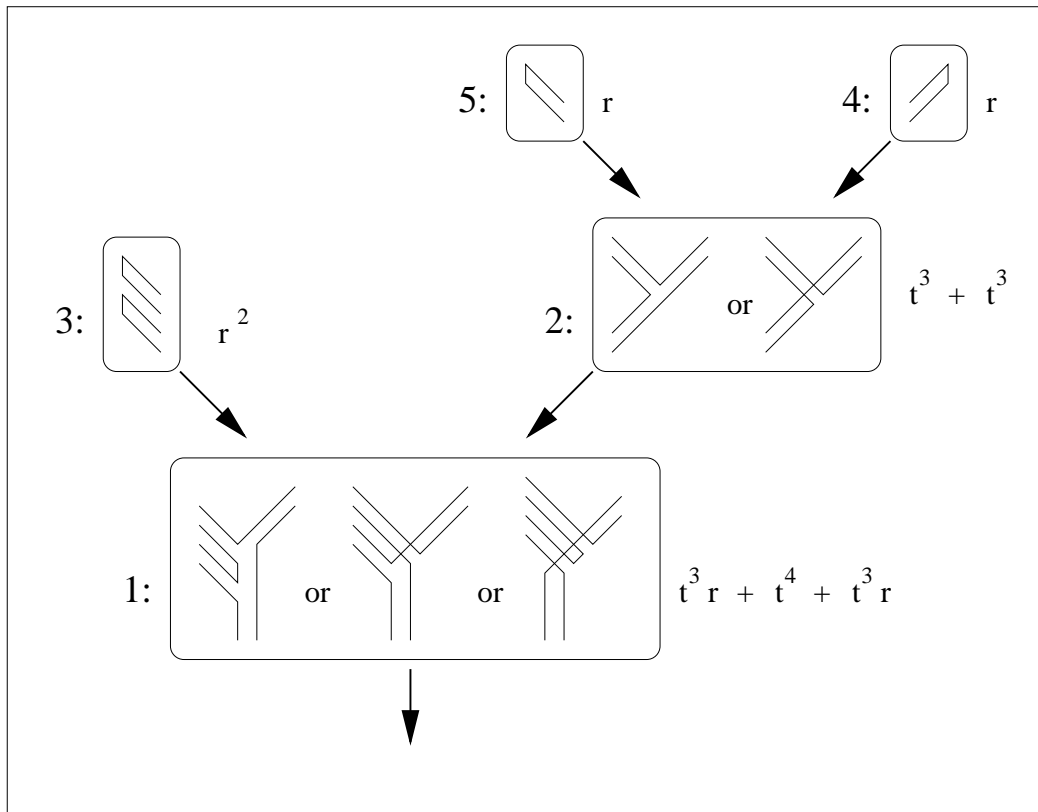 5: r 4: r
3: r^2 2: or t^3 + t^3
1: or or t^3 r + t^4 + t^3 r